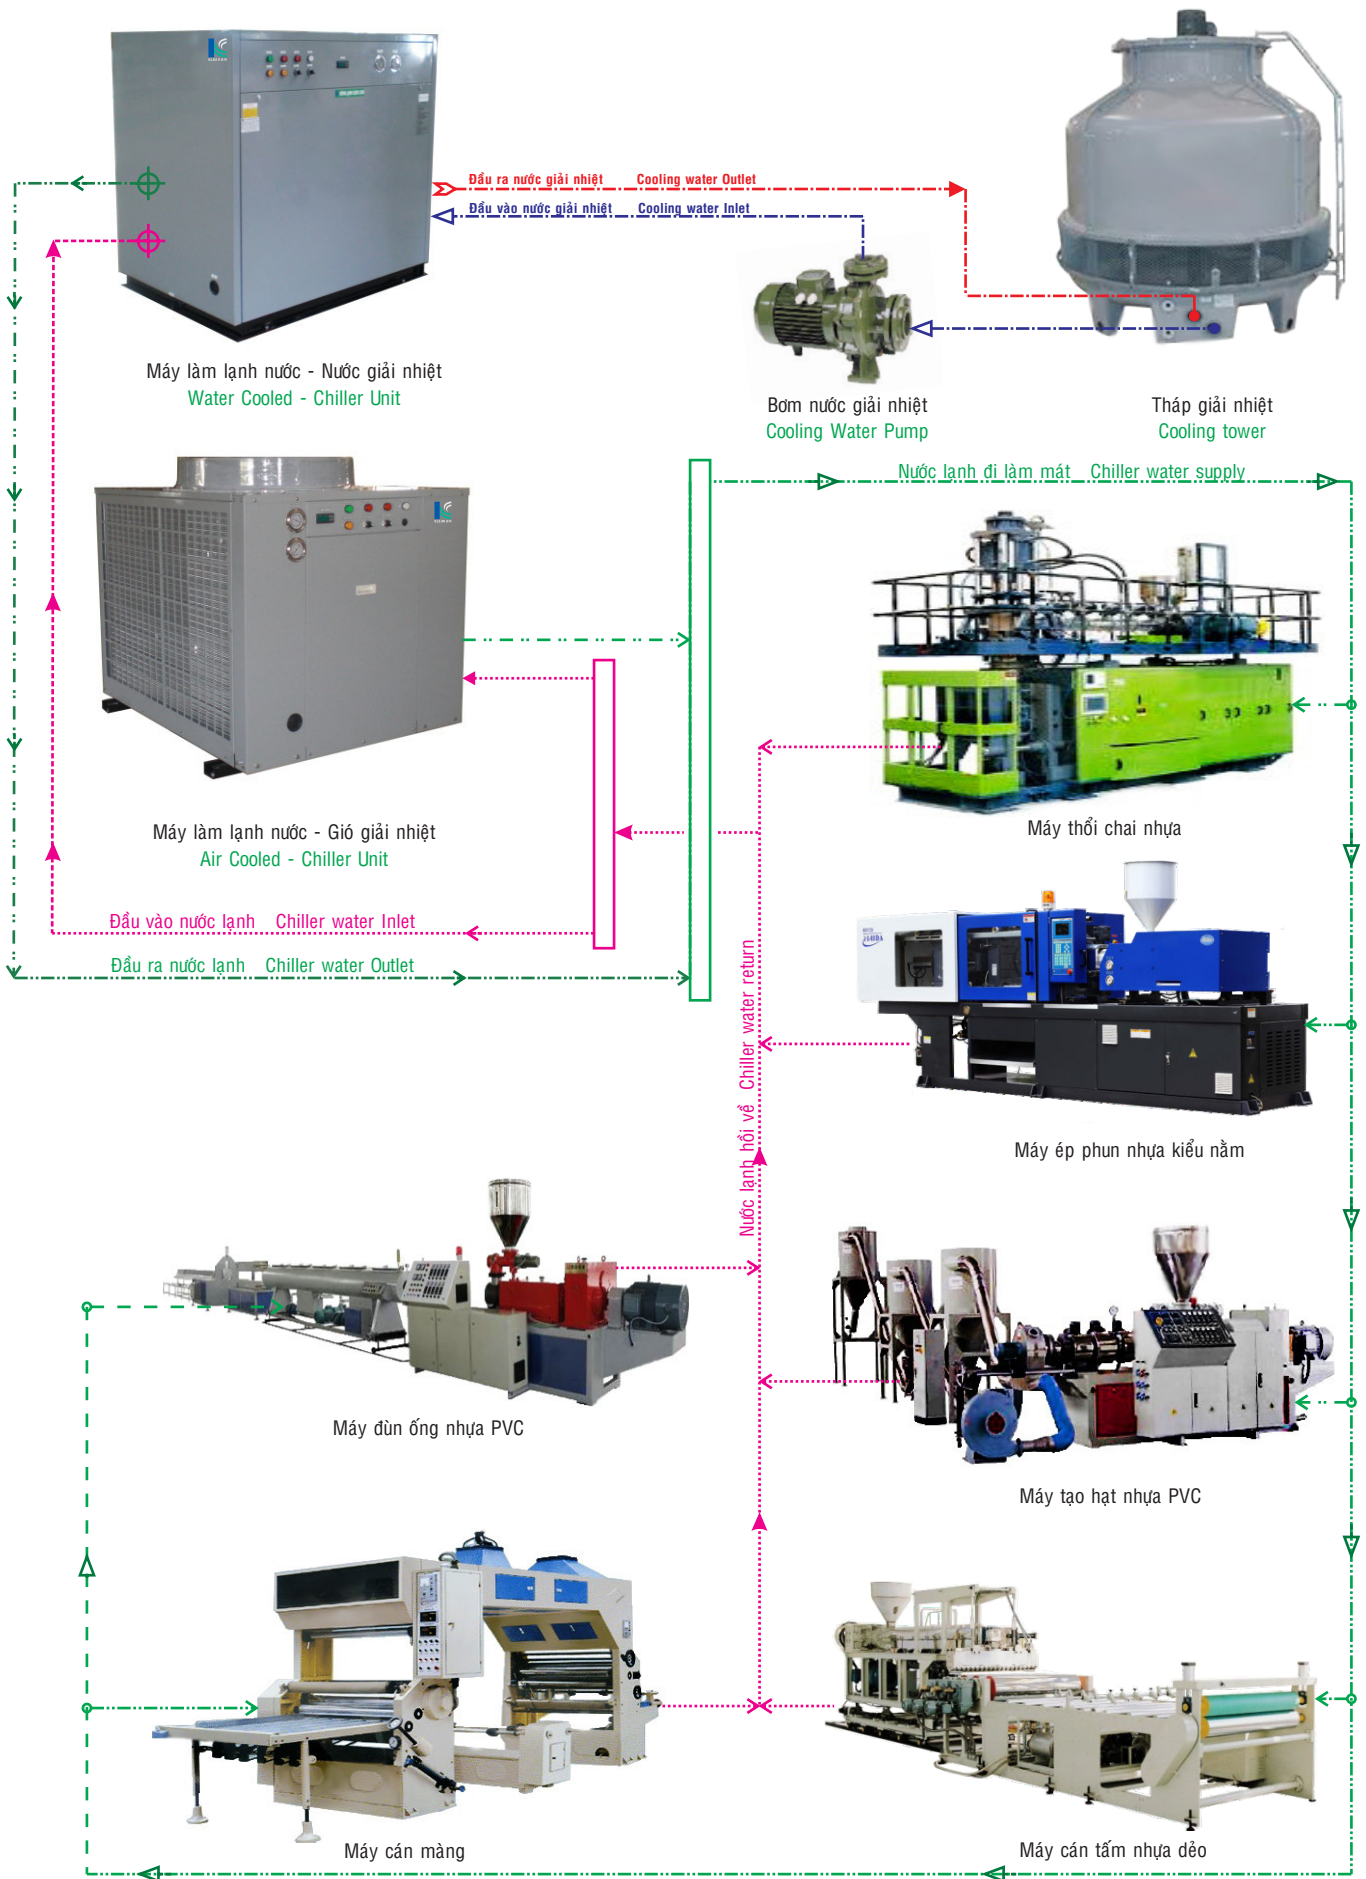 Đầu ra nước giải nhiệt Cooling water Outlet
Đầu vào nước giải nhiệt Cooling water Inlet
Máy làm lạnh nước - Nước giải nhiệt
Water Cooled - Chiller Unit
Bơm nước giải nhiệt
Cooling Water Pump
Tháp giải nhiệt
Cooling tower
Nước lạnh đi làm mát Chiller water supply
Máy làm lạnh nước - Gió giải nhiệt
Air Cooled - Chiller Unit
Máy thổi chai nhựa
Đầu vào nước lạnh Chiller water Inlet
Đầu ra nước lạnh Chiller water Outlet
Nước lạnh hồi về Chiller water return
Máy ép phun nhựa kiểu nằm
Máy đùn ống nhựa PVC
Máy tạo hạt nhựa PVC
Máy cán màng
Máy cán tấm nhựa dẻo